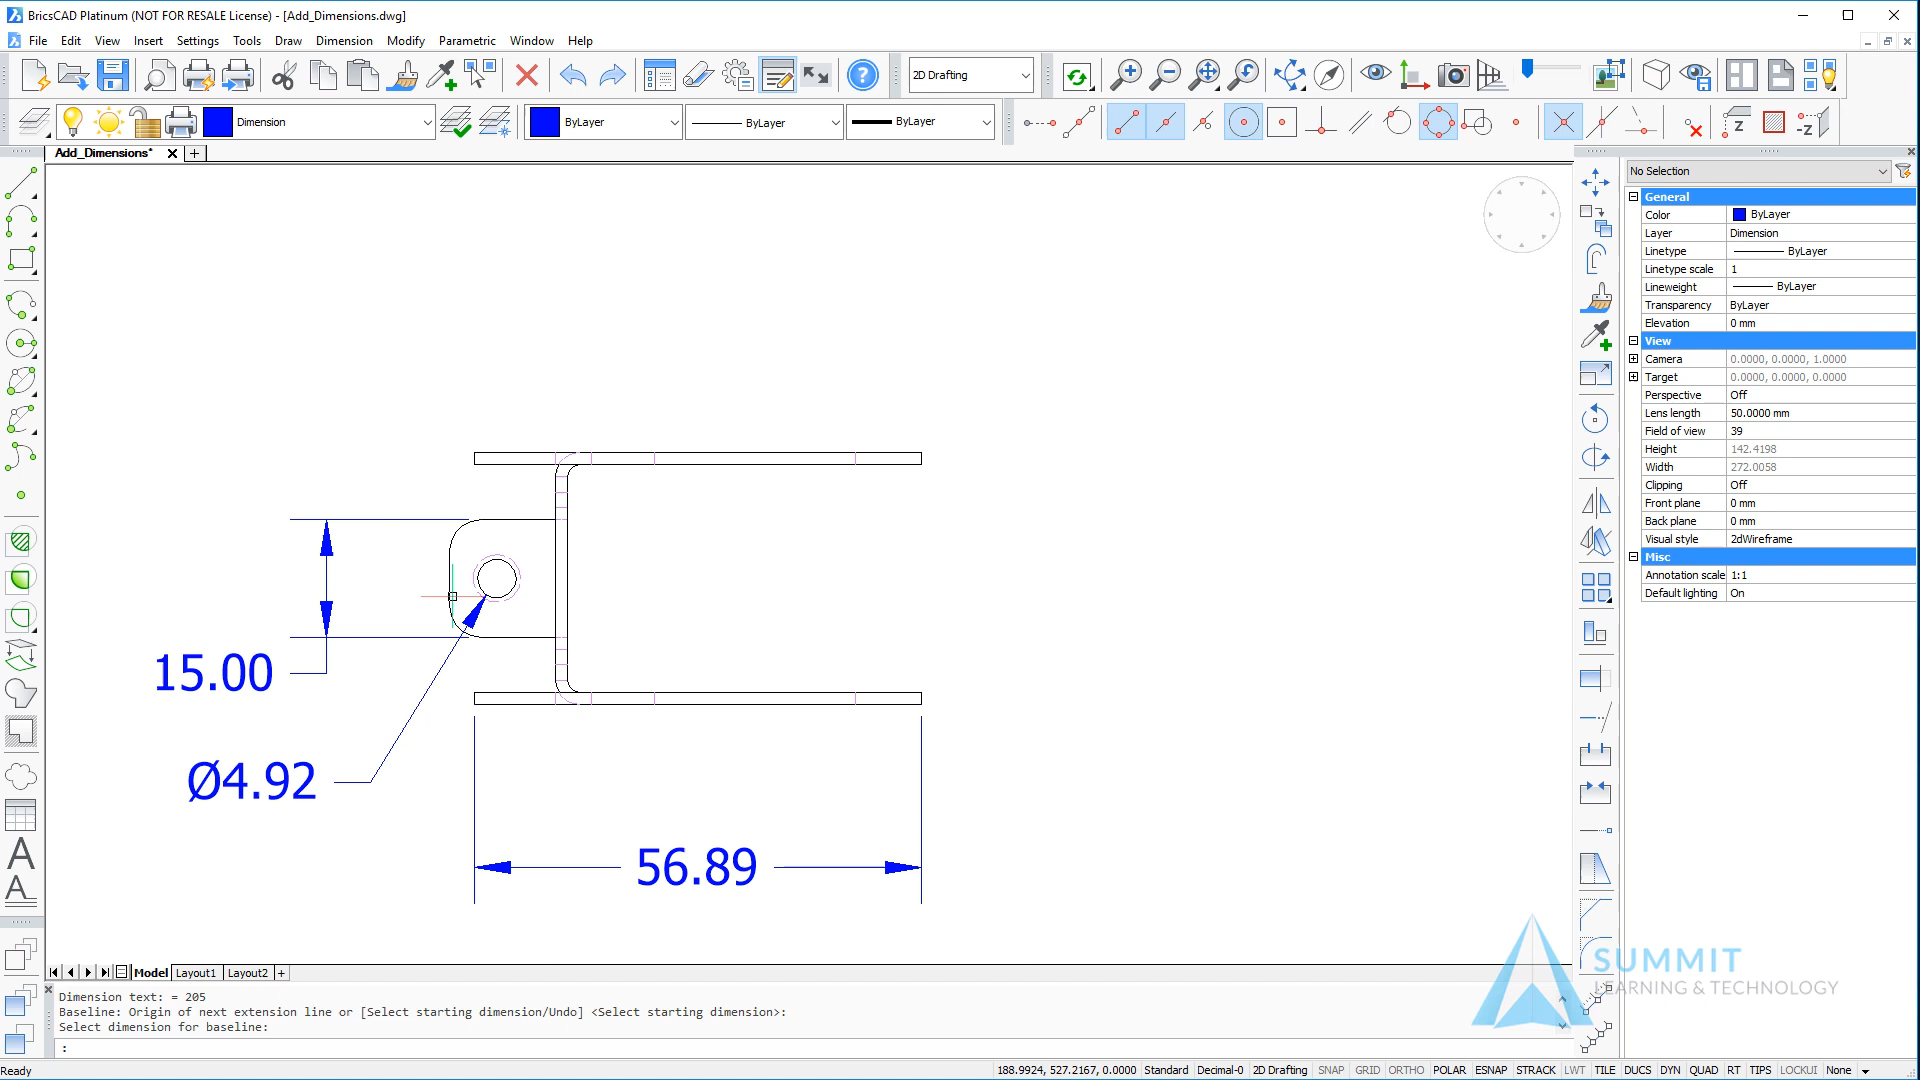 BricsCAD Platinum (NOT FOR RESALE License) - [Add_Dimensions.dwg]
File Edit View Insert Settings Tools Draw Dimension Modify Parametric Window Help
2D Drafting
Dimension ByLayer ByLayer ByLayer
Add_Dimensions*
No Selection
General
Color ByLayer
Layer Dimension
Linetype ByLayer
Linetype scale 1
Lineweight ByLayer
Transparency ByLayer
Elevation 0 mm
View
Camera 0.0000, 0.0000, 1.0000
Target 0.0000, 0.0000, 0.0000
Perspective Off
Lens length 50.0000 mm
Field of view 39
Height 142.4198
Width 272.0058
Clipping Off
Front plane 0 mm
Back plane 0 mm
Visual style 2dWireframe
Misc
Annotation scale 1:1
Default lighting On
15.00
Ø4.92
56.89
Model Layout1 Layout2
SUMMIT
LEARNING & TECHNOLOGY
Dimension text: = 205
Baseline: Origin of next extension line or [Select starting dimension/Undo] <Select starting dimension>:
Select dimension for baseline:
:
Ready 188.9924, 527.2167, 0.0000 Standard Decimal-0 2D Drafting SNAP GRID ORTHO POLAR ESNAP STRACK LWT TILE DUCS DYN QUAD RT TIPS LOCKUI None